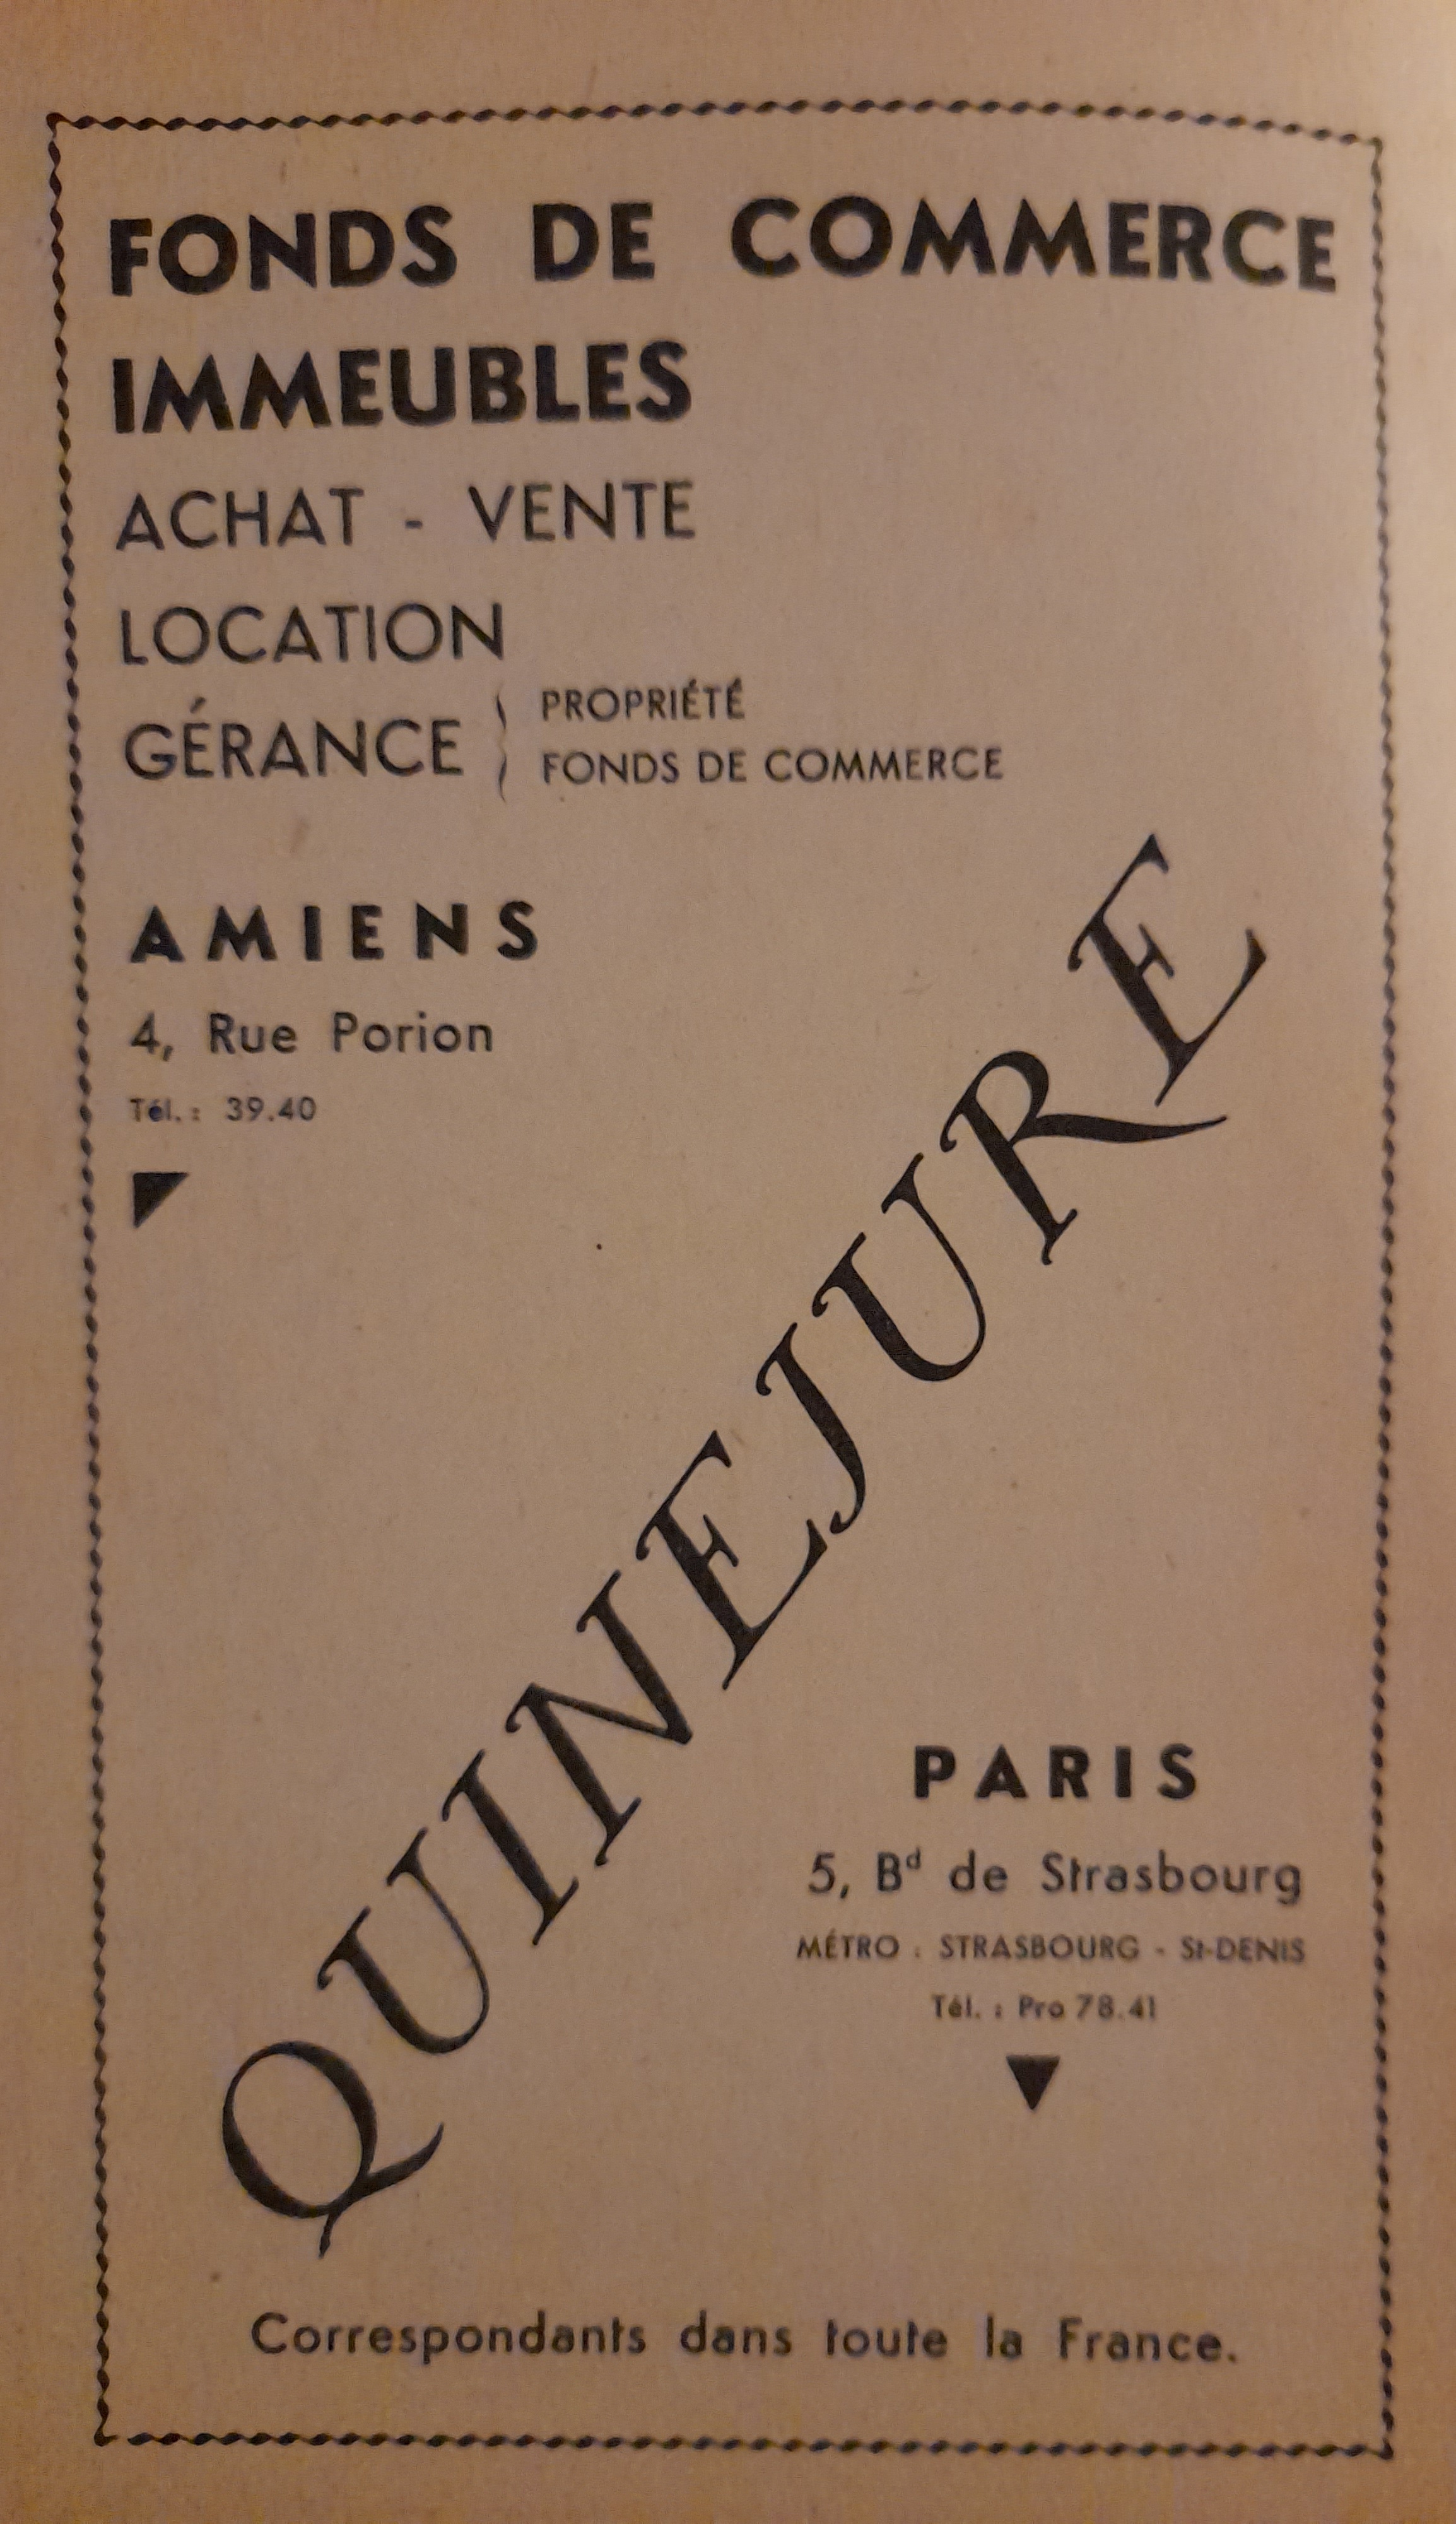 FONDS DE COMMERCE
IMMEUBLES
ACHAT - VENTE
LOCATION
GÉRANCE
PROPRIÉTÉ
FONDS DE COMMERCE
AMIENS
4, Rue Porion
Tél. : 39.40
QUINEJURE
PARIS
5, Bd de Strasbourg
MÉTRO : STRASBOURG - St-DENIS
Tél. : Pro 78.41
Correspondants dans toute la France.